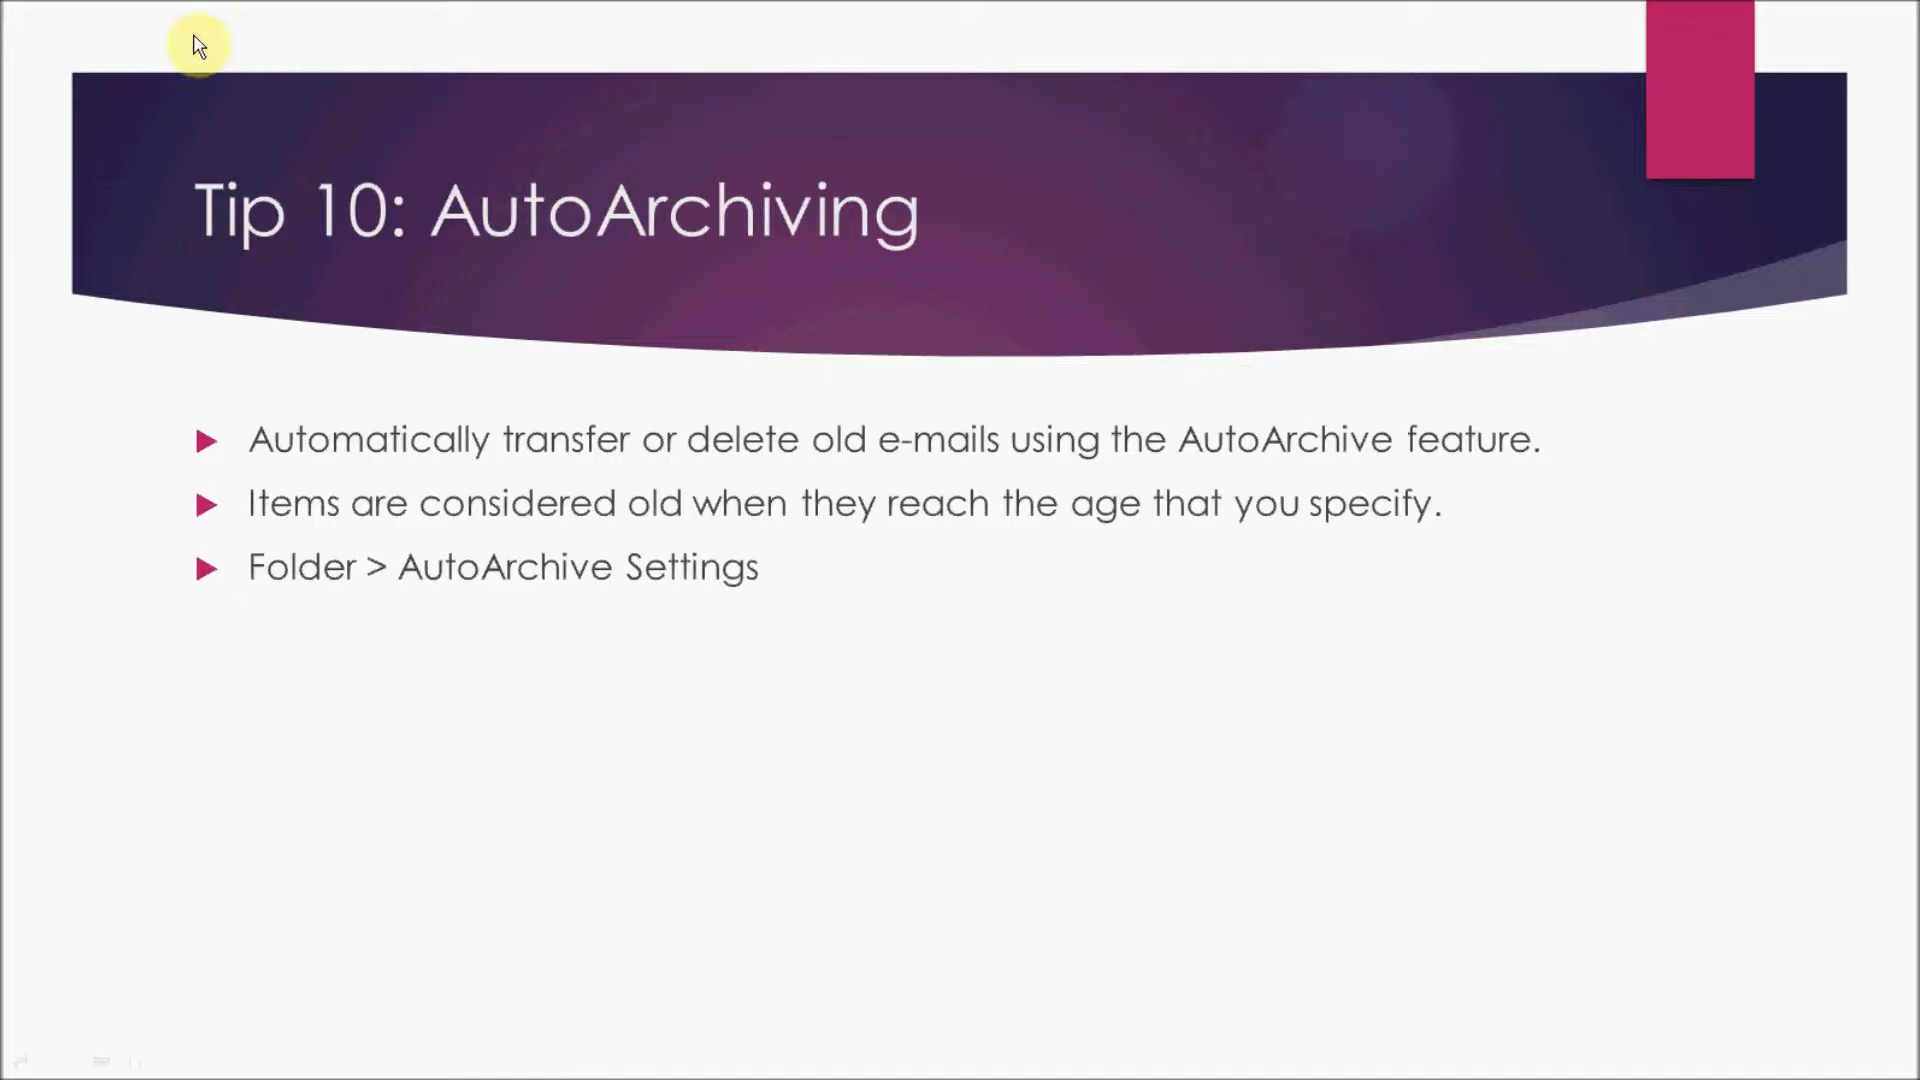 Tip 10: AutoArchiving
Automatically transfer or delete old e-mails using the AutoArchive feature.
Items are considered old when they reach the age that you specify.
Folder > AutoArchive Settings